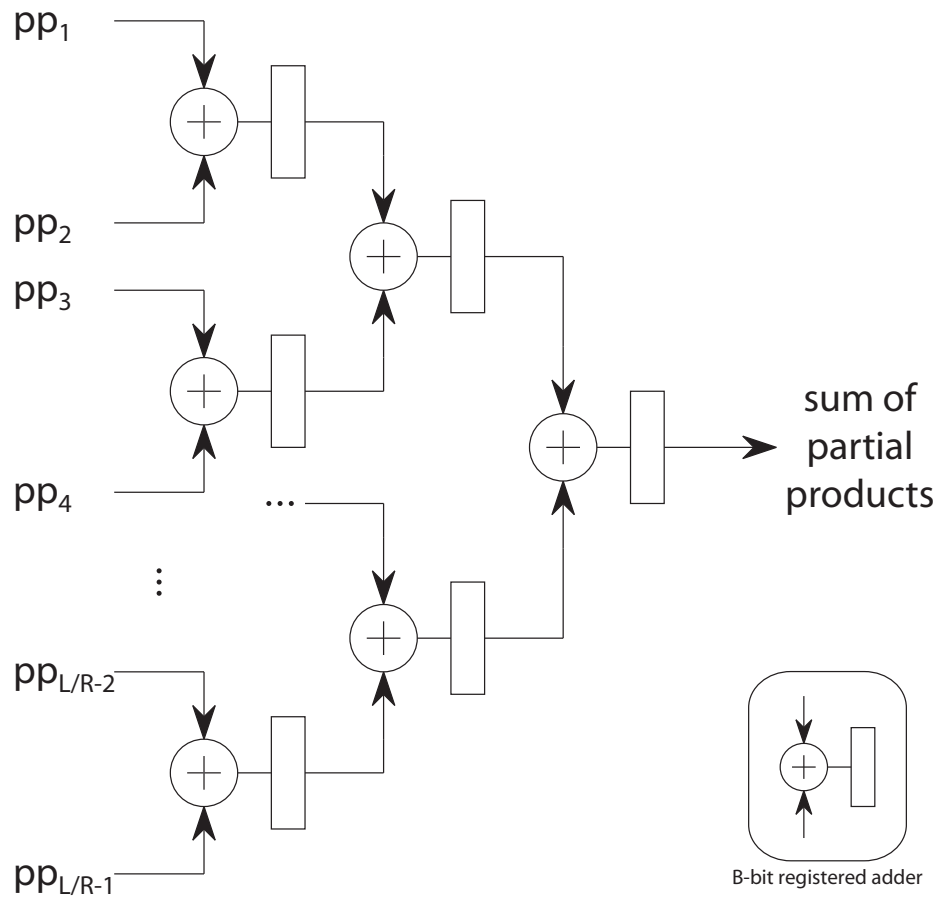 pp1
pp2
pp3
pp4
...
⋮
ppL/R-2
ppL/R-1
sum of
partial
products
B-bit registered adder